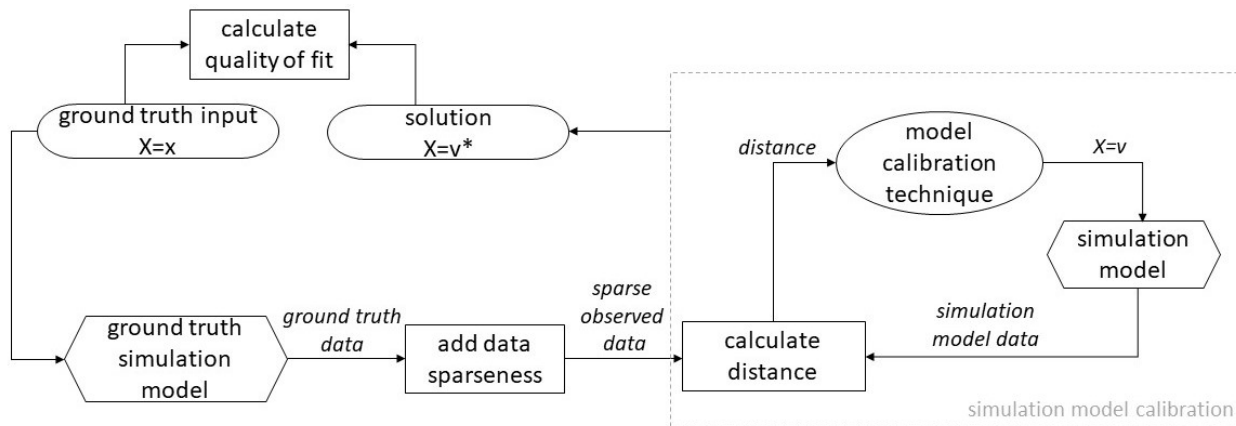 calculate
quality of fit
ground truth input
X=x
solution
X=v*
distance
model
calibration
technique
X=v
simulation
model
ground truth
simulation
model
ground truth
data
add data
sparseness
sparse
observed
data
calculate
distance
simulation
model data
simulation model calibration